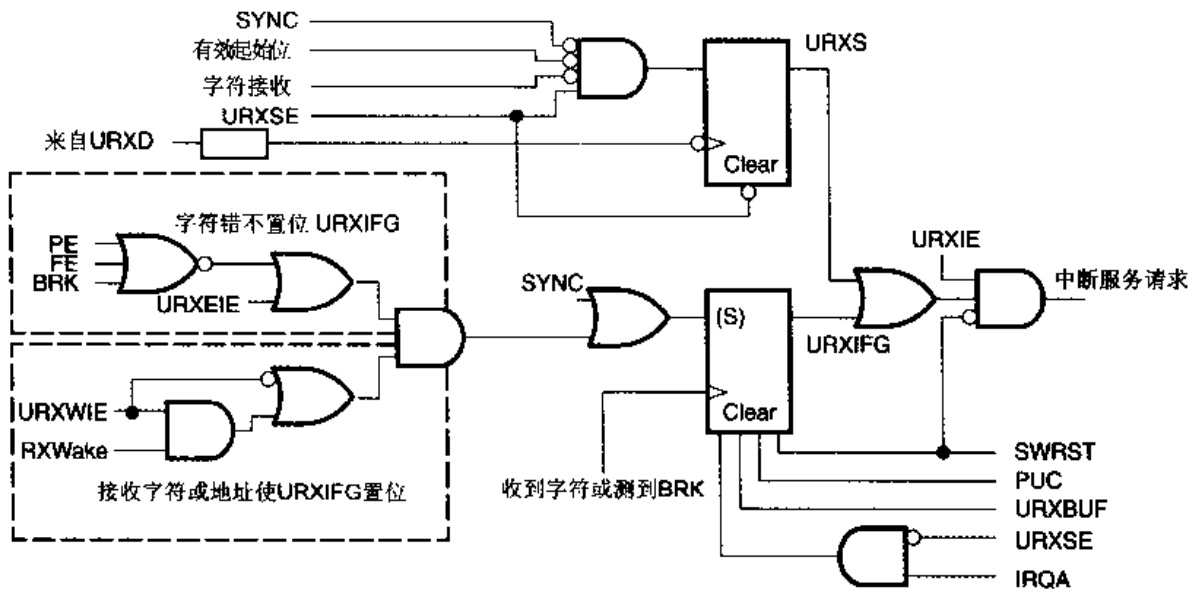 SYNC
有效起始位
字符接收
URXSE
来自URXD
URXS
Clear
字符错不置位 URXIFG
PE
FE
BRK
URXEIE
SYNC
(S)
Clear
URXIFG
URXIE
中断服务请求
URXWIE
RXWake
接收字符或地址使URXIFG置位
收到字符或测到BRK
SWRST
PUC
URXBUF
URXSE
IRQA